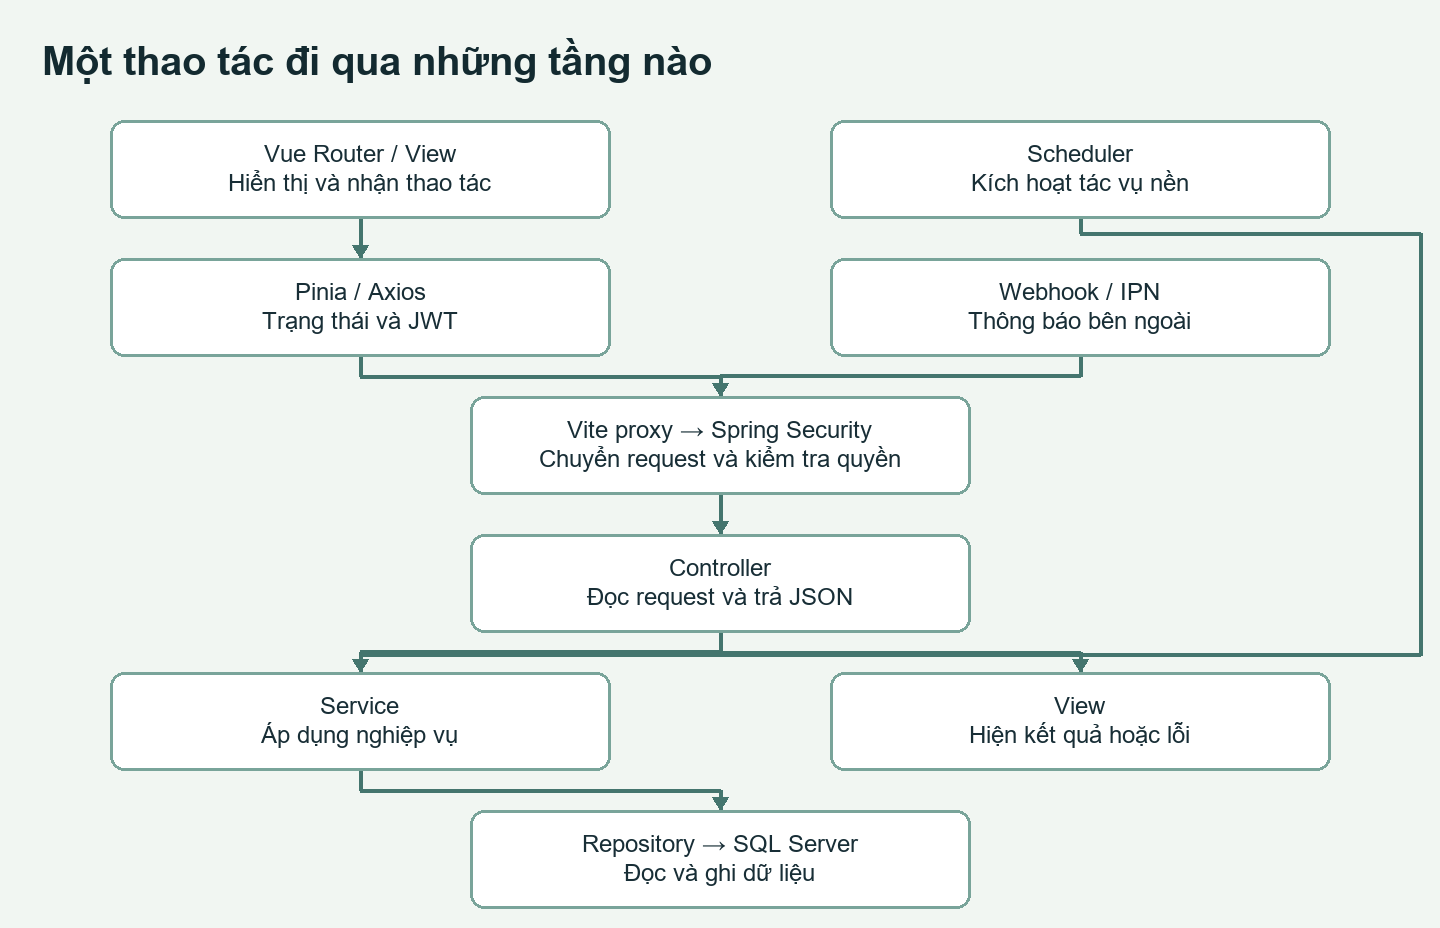 Một thao tác đi qua những tầng nào
Vue Router / View
Hiển thị và nhận thao tác
Scheduler
Kích hoạt tác vụ nền
Pinia / Axios
Trạng thái và JWT
Webhook / IPN
Thông báo bên ngoài
Vite proxy → Spring Security
Chuyển request và kiểm tra quyền
Controller
Đọc request và trả JSON
Service
Áp dụng nghiệp vụ
View
Hiện kết quả hoặc lỗi
Repository → SQL Server
Đọc và ghi dữ liệu